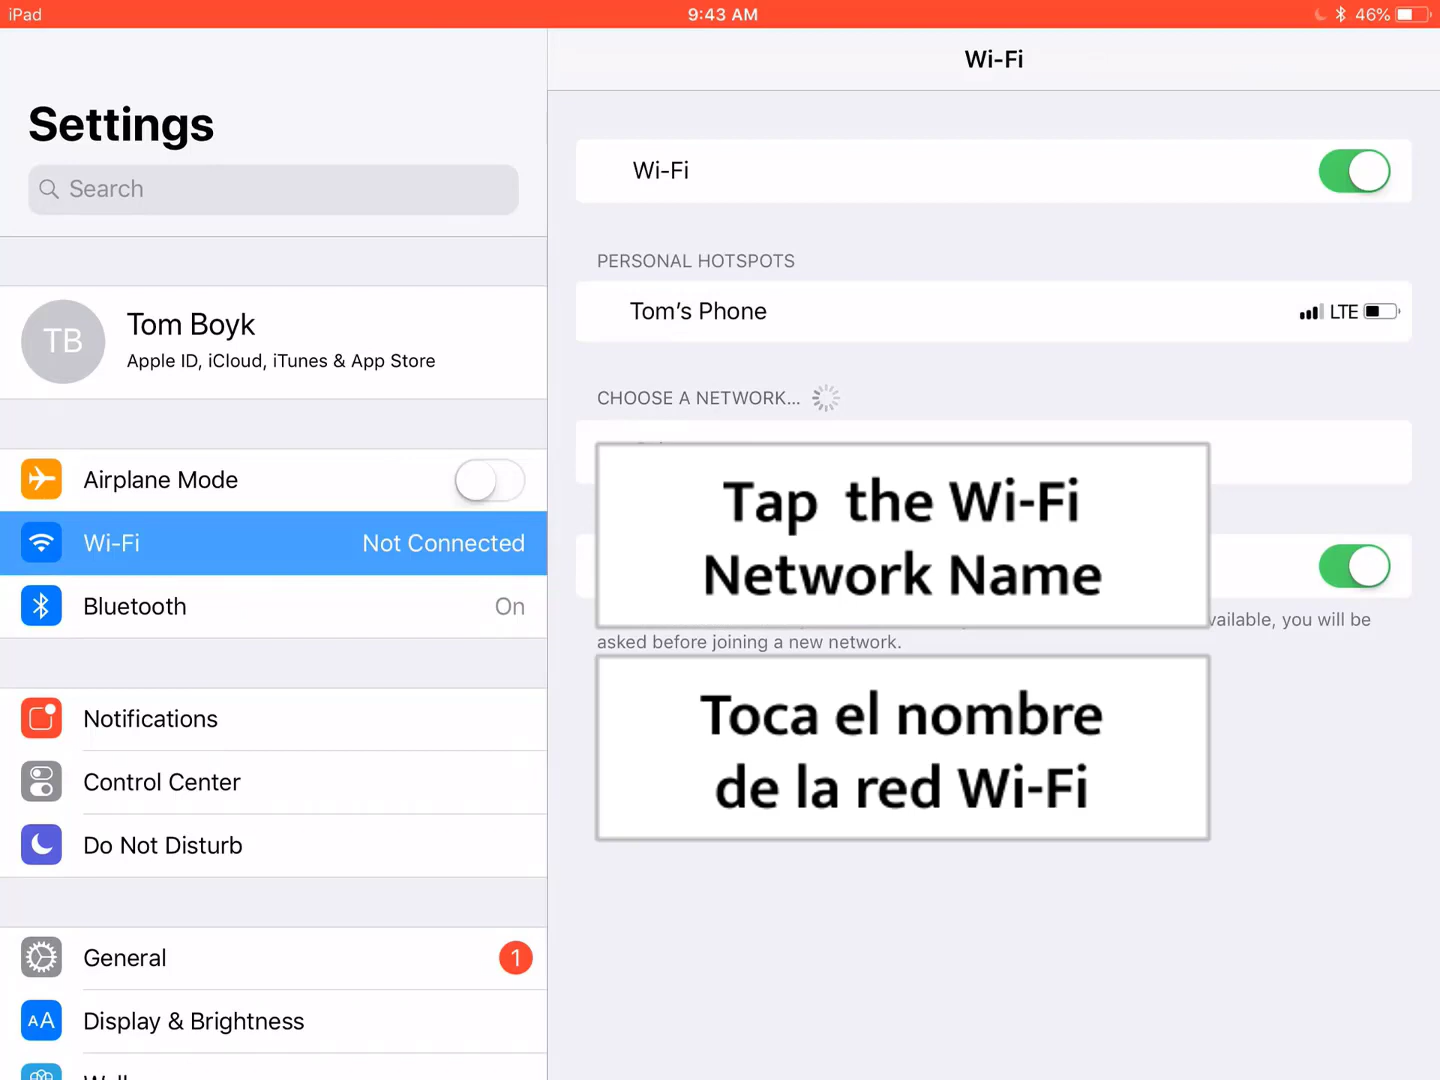 iPad
9:43 AM
46%
Settings
Search
Tom Boyk
TB
Apple ID, iCloud, iTunes & App Store
Airplane Mode
Wi-Fi Not Connected
Bluetooth On
Notifications
Control Center
Do Not Disturb
General 1
AA Display & Brightness
Wi-Fi
Wi-Fi
PERSONAL HOTSPOTS
Tom’s Phone LTE
CHOOSE A NETWORK...
Tap the Wi-Fi
Network Name
you will be
asked before joining a new network.
Toca el nombre
de la red Wi-Fi